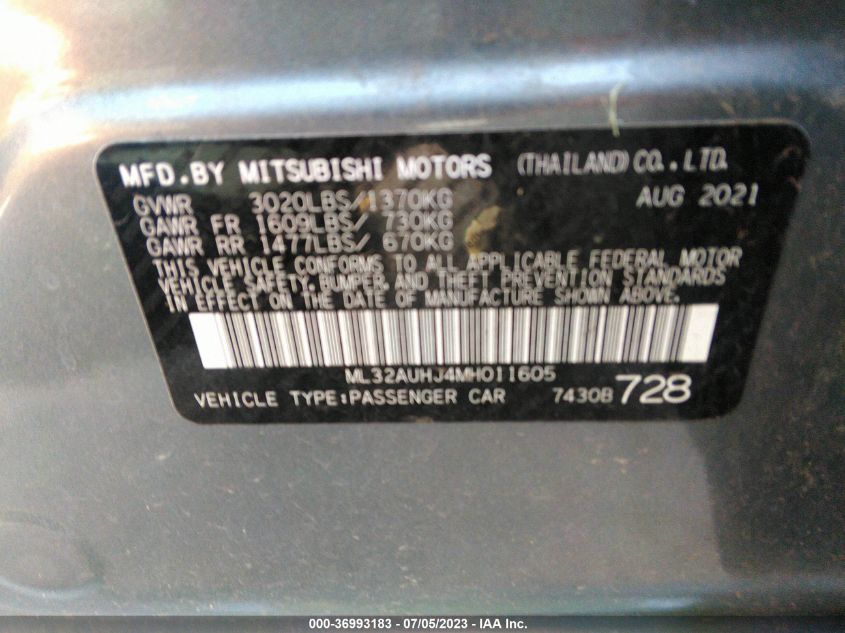 MFD.BY MITSUBISHI MOTORS (THAILAND) CO.,LTD.
GVWR 3020LBS/1370KG AUG 2021
GAWR FR 1609LBS/ 730KG
GAWR RR 1477LBS/ 670KG
THIS VEHICLE CONFORMS TO ALL APPLICABLE FEDERAL MOTOR
VEHICLE SAFETY, BUMPER, AND THEFT PREVENTION STANDARDS
IN EFFECT ON THE DATE OF MANUFACTURE SHOWN ABOVE.
ML32AUHJ4MH011605
VEHICLE TYPE:PASSENGER CAR 7430B 728
000-36993183 - 07/05/2023 - IAA Inc.